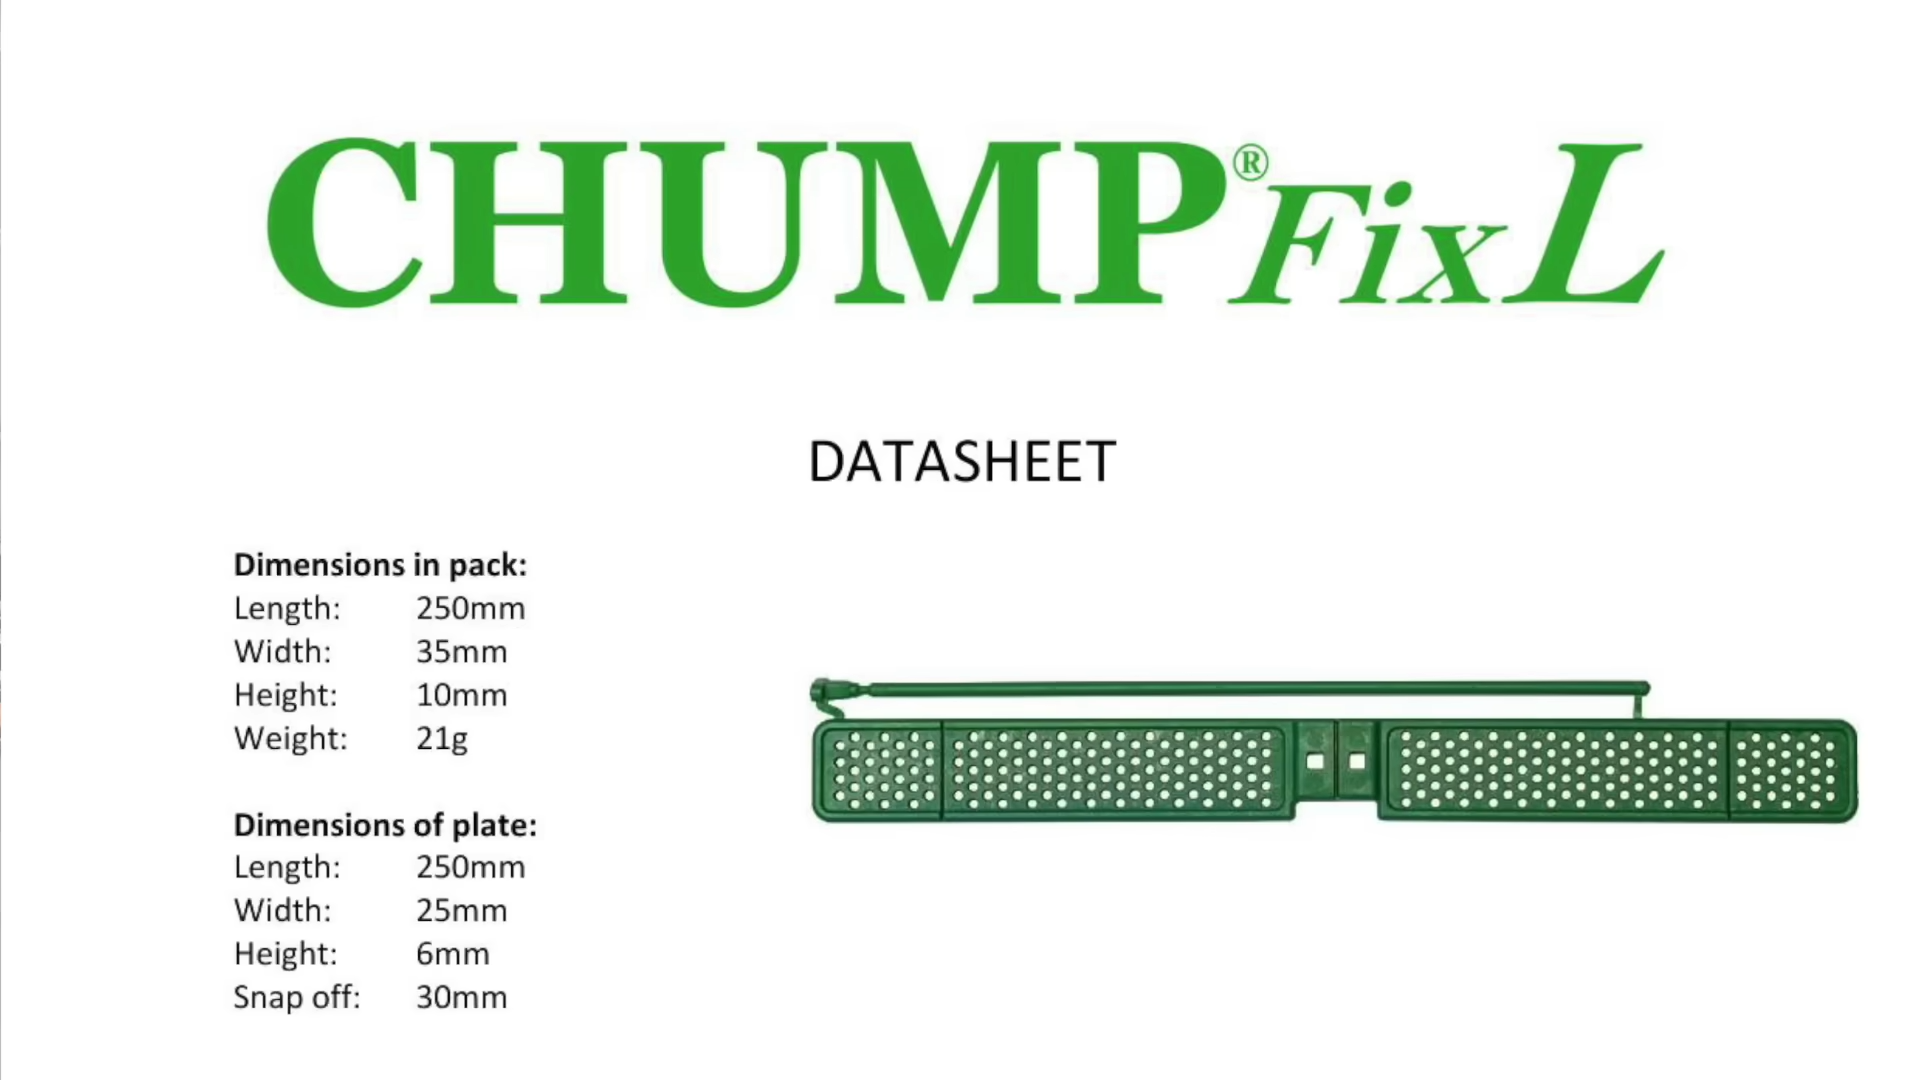 CHUMP® Fix L
DATASHEET
Dimensions in pack:
Length: 250mm
Width: 35mm
Height: 10mm
Weight: 21g
Dimensions of plate:
Length: 250mm
Width: 25mm
Height: 6mm
Snap off: 30mm